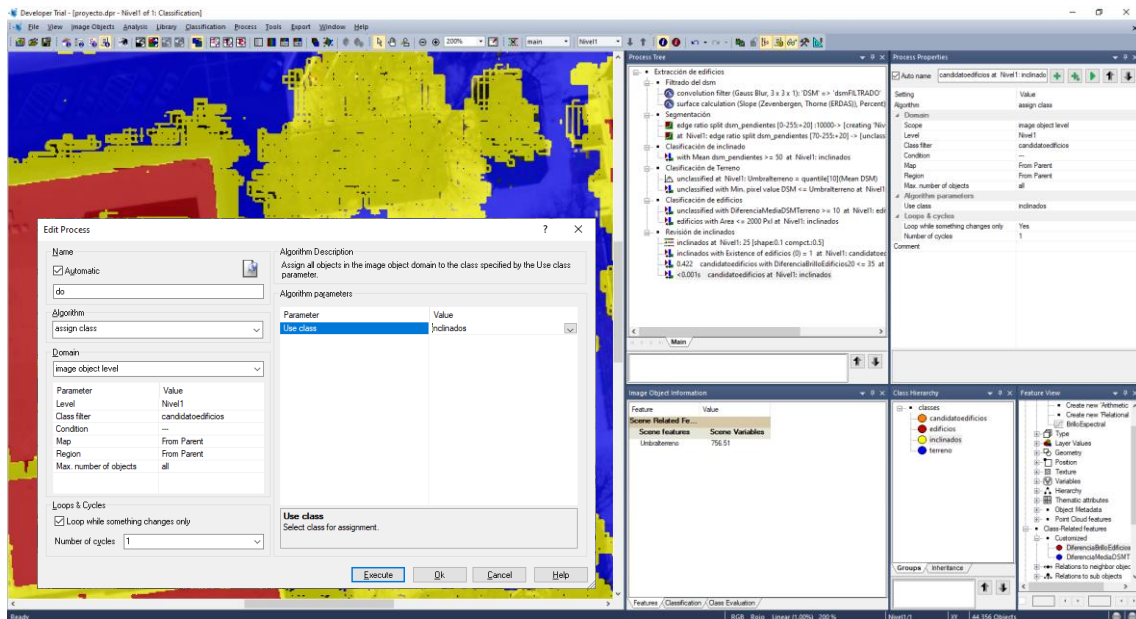 Developer Trial - [proyecto.dpr - Nivel1 of 1: Classification]
File View Image Objects Analysis Library Classification Process Tools Export Window Help
200%
main
Nivel1
Process Tree
Extracción de edificios
Filtrado del dsm
convolution filter (Gauss Blur, 3 x 3 x 1): 'DSM' => 'dsmFILTRADO'
surface calculation (Slope (Zevenbergen, Thorne (ERDAS)), Percent)
Segmentación
edge ratio split dsm_pendientes [0-255:+20] :10000-> [creating 'Niv
at Nivel1: edge ratio split dsm_pendientes [70-255:+20] -> [unclass
Clasificación de inclinado
with Mean dsm_pendientes >= 50 at Nivel1: inclinados
Clasificación de Terreno
unclassified at Nivel1: Umbralterreno = quantile[10](Mean DSM)
unclassified with Min. pixel value DSM <= Umbralterreno at Nivel1
Clasificación de edificios
unclassified with DiferenciaMediaDSMTerreno >= 10 at Nivel1: edi
edificios with Area <= 2000 Pxl at Nivel1: inclinados
Revisión de inclinados
inclinados at Nivel1: 25 [shape:0.1 compct.:0.5]
inclinados with Existence of edificios (0) = 1 at Nivel1: candidatoed
0.422 candidatoedificios with DiferenciaBrilloEdificios20 <= 35 at
<0.001s candidatoedificios at Nivel1: inclinados
Main
Process Properties
Auto name candidatoedificios at Nivel1: inclinado
Setting Value
Algorithm assign class
Domain
Scope image object level
Level Nivel1
Class filter candidatoedificios
Condition ---
Map From Parent
Region From Parent
Max. number of objects all
Algorithm parameters
Use class inclinados
Loops & cycles
Loop while something changes only Yes
Number of cycles 1
Comment
Edit Process
? X
Name
Automatic
do
Algorithm
assign class
Domain
image object level
Parameter Value
Level Nivel1
Class filter candidatoedificios
Condition ---
Map From Parent
Region From Parent
Max. number of objects all
Loops & Cycles
Loop while something changes only
Number of cycles 1
Algorithm Description
Assign all objects in the image object domain to the class specified by the Use class
parameter.
Algorithm parameters
Parameter Value
Use class inclinados
Use class
Select class for assignment.
Execute Ok Cancel Help
Image Object Information
Feature Value
Scene Related Fe...
Scene features Scene Variables
Umbralterreno 756.51
Features Classification Class Evaluation
Class Hierarchy
classes
candidatoedificios
edificios
inclinados
terreno
Groups Inheritance
Feature View
Create new 'Arithmetic
Create new 'Relational
BrilloEspectral
Type
Layer Values
Geometry
Position
Texture
Variables
Hierarchy
Thematic attributes
Object Metadata
Point Cloud features
Class-Related features
Customized
DiferenciaBrilloEdificios
DiferenciaMediaDSMT
Relations to neighbor objec
Relations to sub objects
Ready
RGB Rojo Linear (1.00%) 200 % Nivel1/1 XY 44.356 Objects